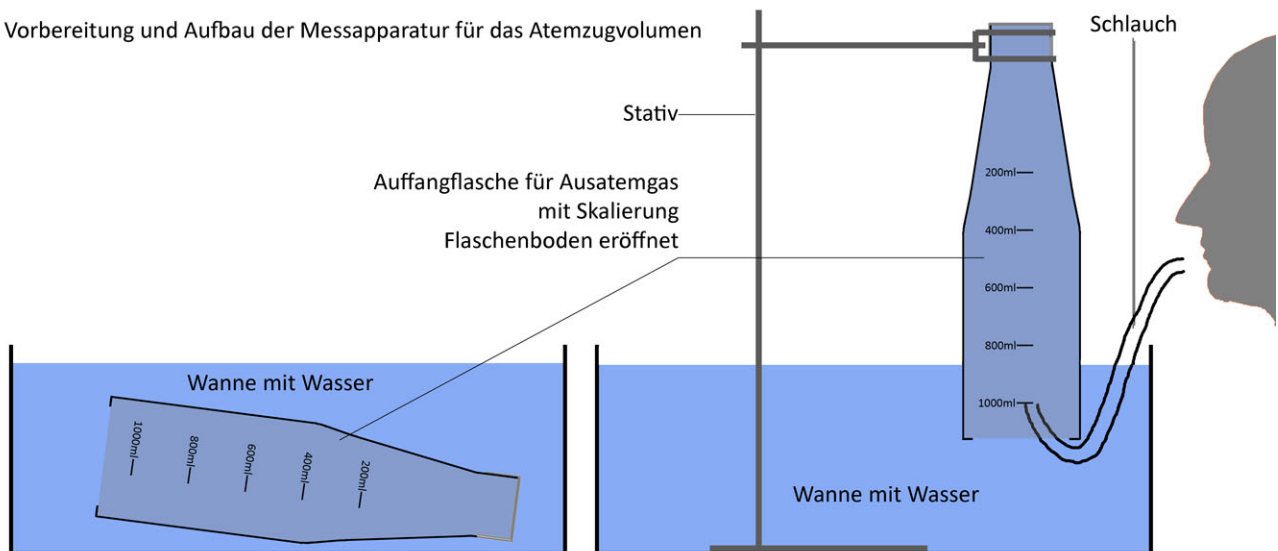 Vorbereitung und Aufbau der Messapparatur für das Atemzugvolumen
Schlauch
Stativ
Auffangflasche für Ausatemgas
mit Skalierung
Flaschenboden eröffnet
200ml
400ml
600ml
800ml
1000ml
Wanne mit Wasser
1000ml
800ml
600ml
400ml
200ml
Wanne mit Wasser